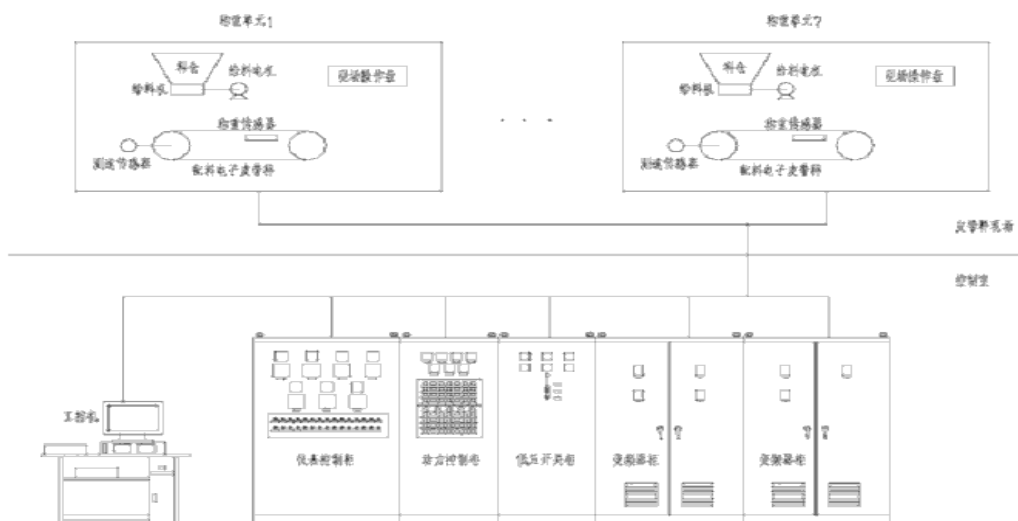 称重单元1
称重单元7
料仓
给料电机
现场操作盘
给料机
称重传感器
测速传感器
配料电子皮带秤
料仓
给料电机
现场操作盘
给料机
称重传感器
测速传感器
配料电子皮带秤
皮带秤现场
控制室
工控机
仪表控制柜
动力控制柜
低压开关柜
变频器柜
变频器柜